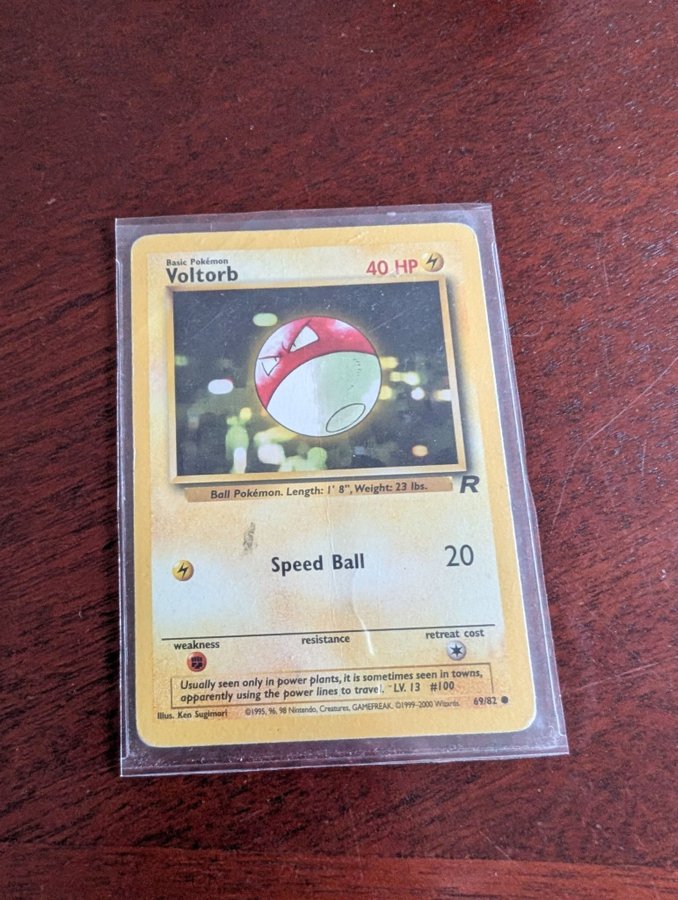 Basic Pokémon
Voltorb
40 HP
Ball Pokémon. Length: 1' 8", Weight: 23 lbs.
R
Speed Ball 20
weakness resistance retreat cost
Usually seen only in power plants, it is sometimes seen in towns,
apparently using the power lines to travel. LV. 13 #100
Illus. Ken Sugimori ©1995, 96, 98 Nintendo, Creatures, GAMEFREAK. ©1999-2000 Wizards. 69/82